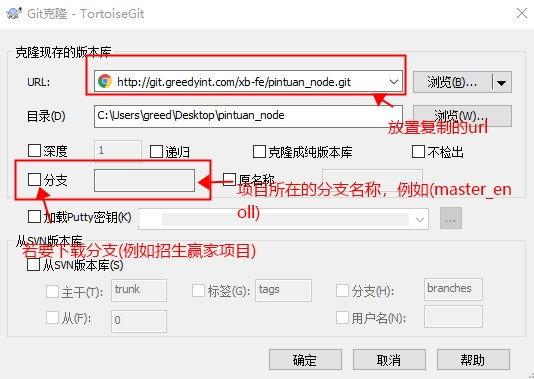 Git克隆 - TortoiseGit
克隆现存的版本库
URL: http://git.greedyint.com/xb-fe/pintuan_node.git 浏览(B)...
目录(D) C:\Users\greed\Desktop\pintuan_node 浏览(W)...
放置复制的url
深度 1 递归 克隆成纯版本库 不检出
分支 原名称
项目所在的分支名称，例如(master_en
oll)
加载Putty密钥(K) ...
从SVN版本库
若要下载分支(例如招生赢家项目)
从SVN版本库(S)
主干(T): trunk 标签(G): tags 分支(H): branches
从(F): 0 用户名(N):
确定 取消 帮助